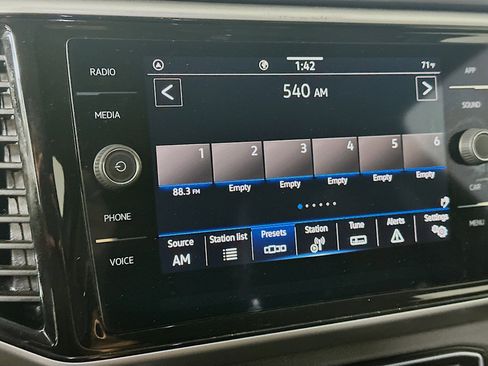 RADIO
MEDIA
PHONE
VOICE
1:42
71°F
540 AM
1 2 3 4 5 6
88.3 FM Empty Empty Empty Empty Empty
Source Station list Presets Station Tune Alerts Settings
AM
APP
SOUND
CAR
MENU